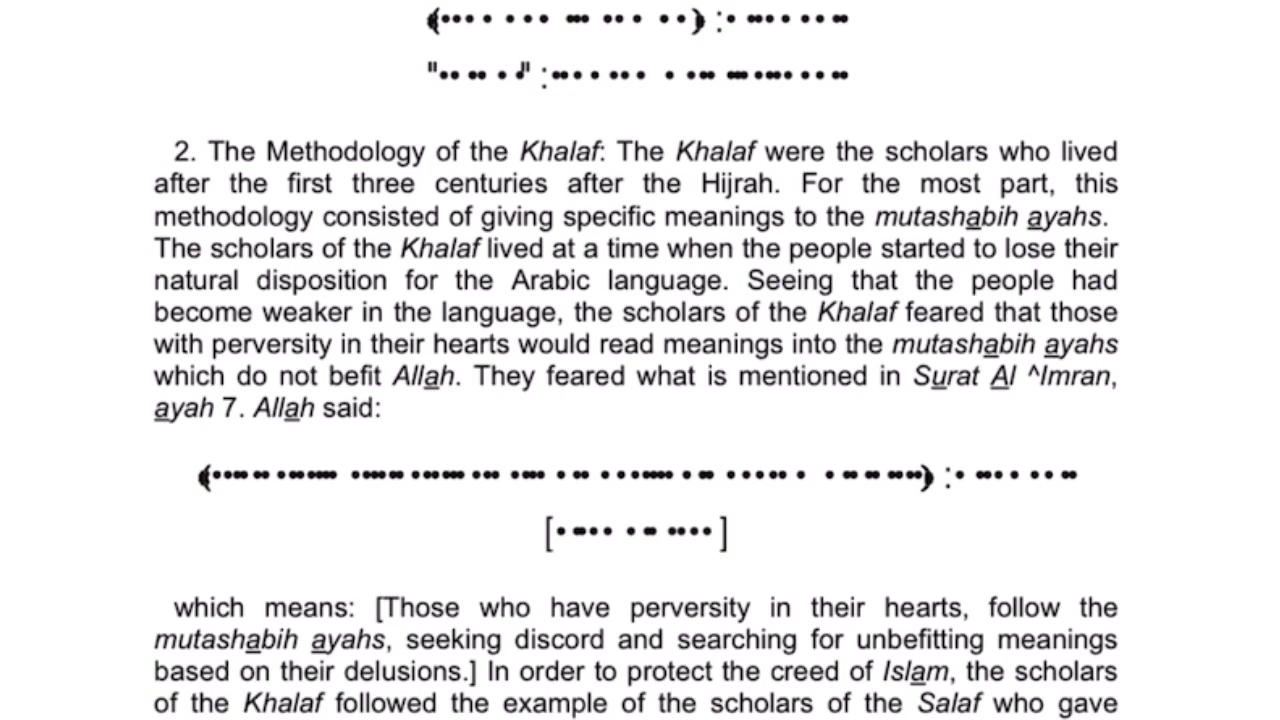 2. The Methodology of the Khalaf: The Khalaf were the scholars who lived
after the first three centuries after the Hijrah. For the most part, this
methodology consisted of giving specific meanings to the mutashabih ayahs.
The scholars of the Khalaf lived at a time when the people started to lose their
natural disposition for the Arabic language. Seeing that the people had
become weaker in the language, the scholars of the Khalaf feared that those
with perversity in their hearts would read meanings into the mutashabih ayahs
which do not befit Allah. They feared what is mentioned in Surat Al ^Imran,
ayah 7. Allah said:
which means: [Those who have perversity in their hearts, follow the
mutashabih ayahs, seeking discord and searching for unbefitting meanings
based on their delusions.] In order to protect the creed of Islam, the scholars
of the Khalaf followed the example of the scholars of the Salaf who gave